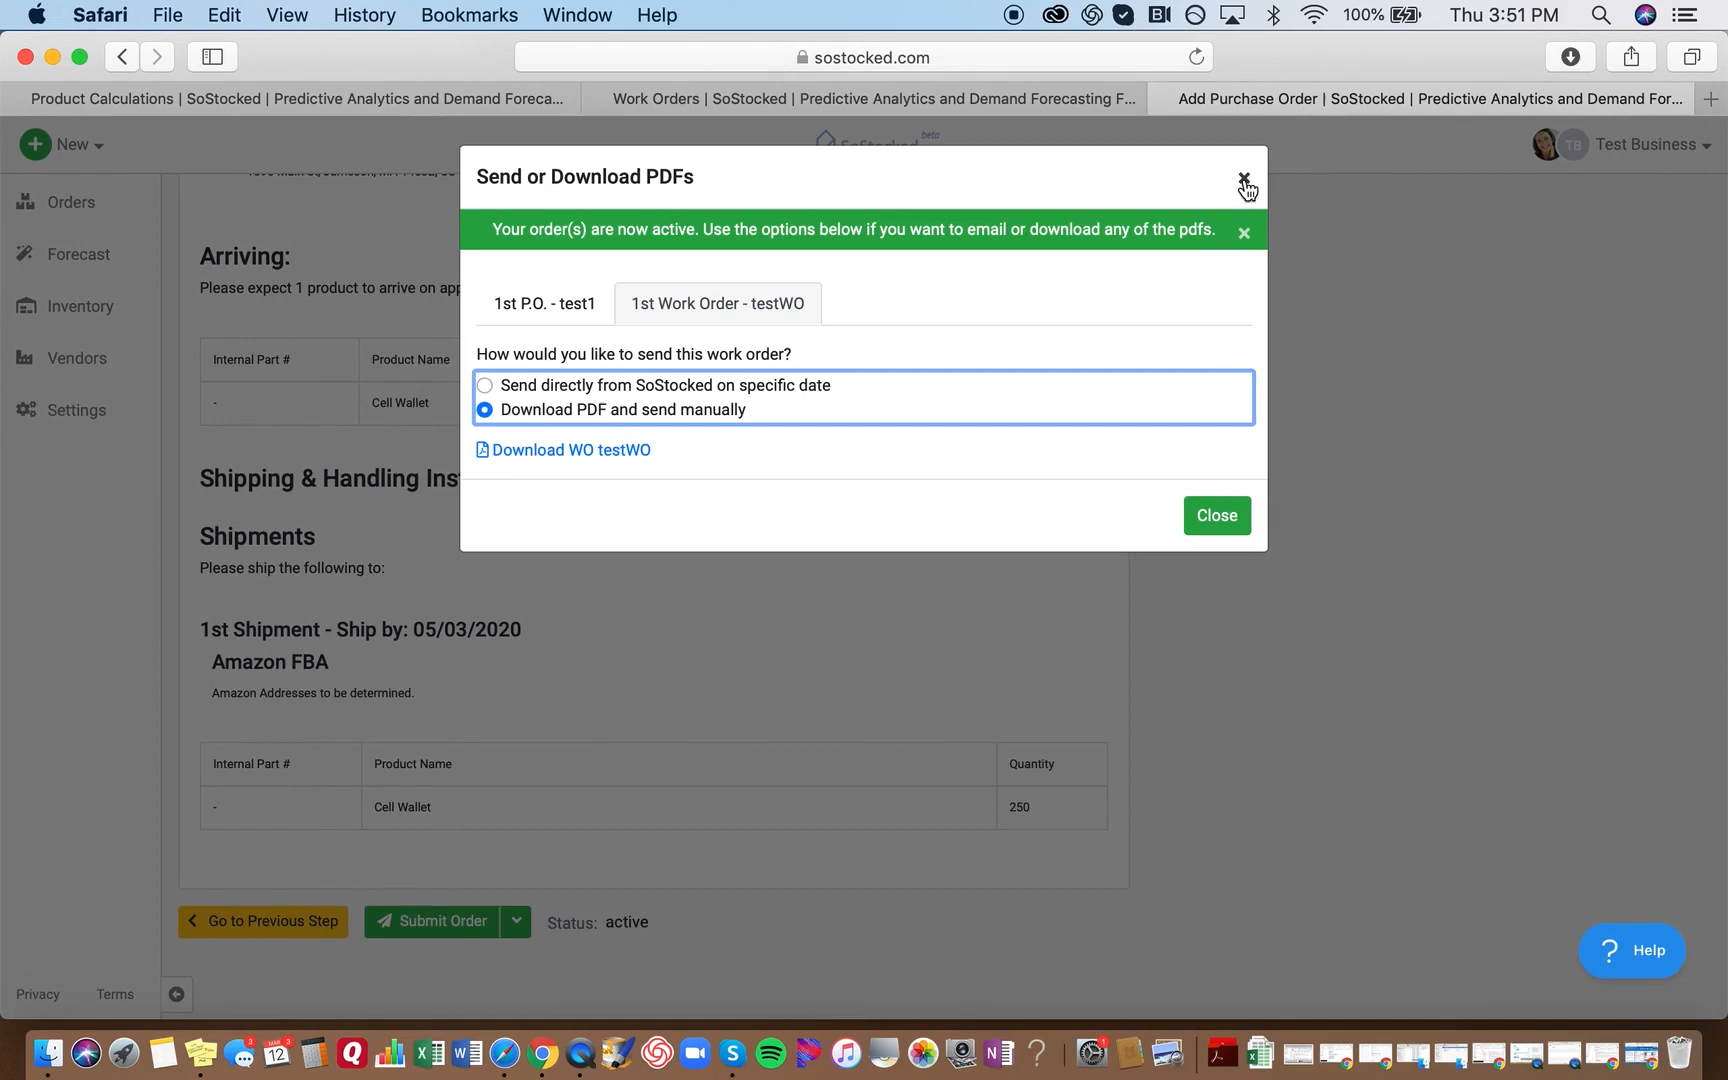 Safari File Edit View History Bookmarks Window Help 100% Thu 3:51 PM
sostocked.com
Product Calculations | SoStocked | Predictive Analytics and Demand Foreca...
Work Orders | SoStocked | Predictive Analytics and Demand Forecasting F...
Add Purchase Order | SoStocked | Predictive Analytics and Demand For...
New
beta
TB Test Business
Orders
Forecast
Inventory
Vendors
Settings
Arriving:
Please expect 1 product to arrive on app
Internal Part # Product Name
- Cell Wallet
Shipping & Handling Ins
Shipments
Please ship the following to:
1st Shipment - Ship by: 05/03/2020
Amazon FBA
Amazon Addresses to be determined.
Internal Part # Product Name Quantity
- Cell Wallet 250
Go to Previous Step Submit Order Status: active
Send or Download PDFs
Your order(s) are now active. Use the options below if you want to email or download any of the pdfs.
1st P.O. - test1 1st Work Order - testWO
How would you like to send this work order?
Send directly from SoStocked on specific date
Download PDF and send manually
Download WO testWO
Close
? Help
Privacy Terms